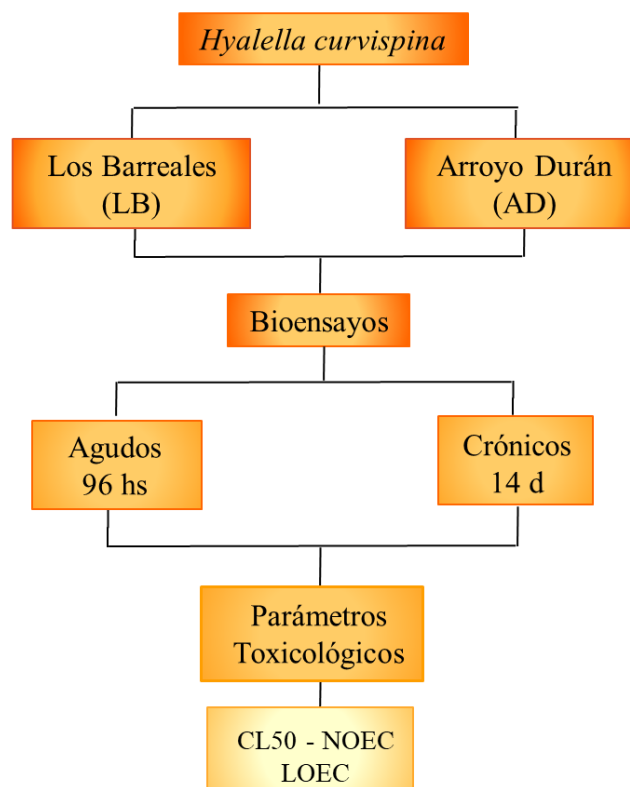 Hyalella curvispina
Los Barreales
(LB)
Arroyo Durán
(AD)
Bioensayos
Agudos
96 hs
Crónicos
14 d
Parámetros
Toxicológicos
CL50 - NOEC
LOEC